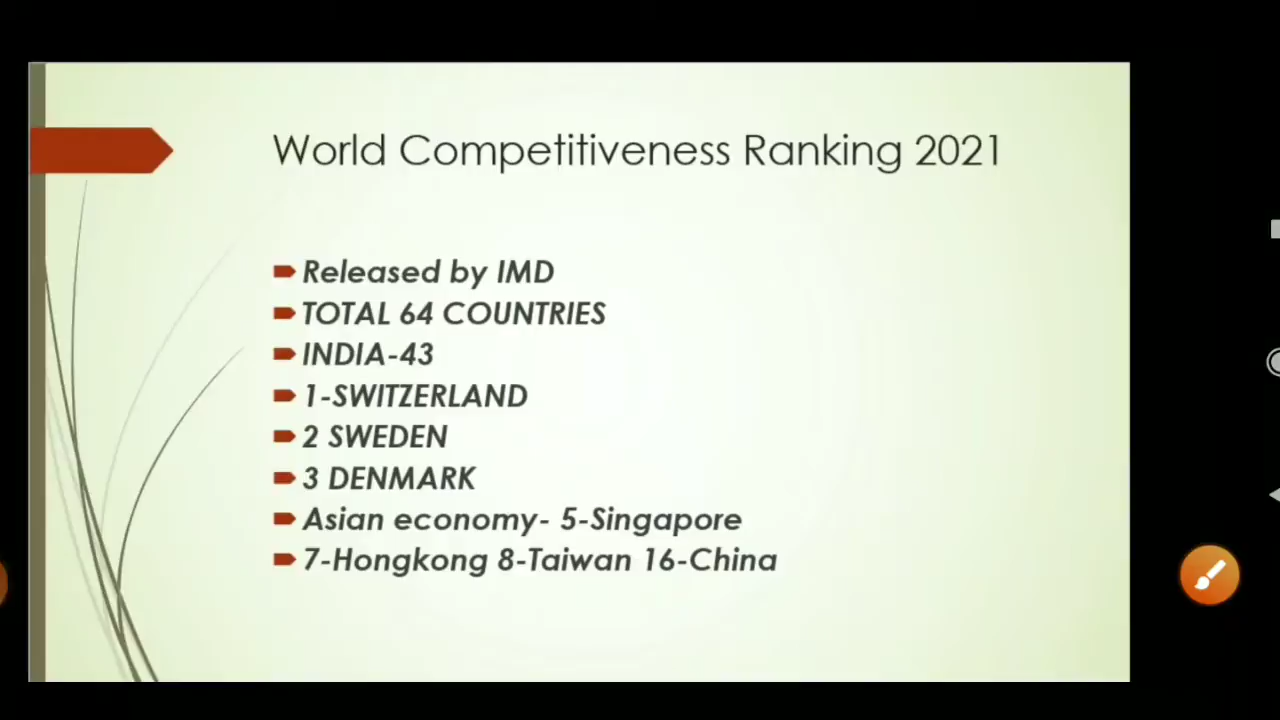 World Competitiveness Ranking 2021
Released by IMD
TOTAL 64 COUNTRIES
INDIA-43
1-SWITZERLAND
2 SWEDEN
3 DENMARK
Asian economy- 5-Singapore
7-Hongkong 8-Taiwan 16-China